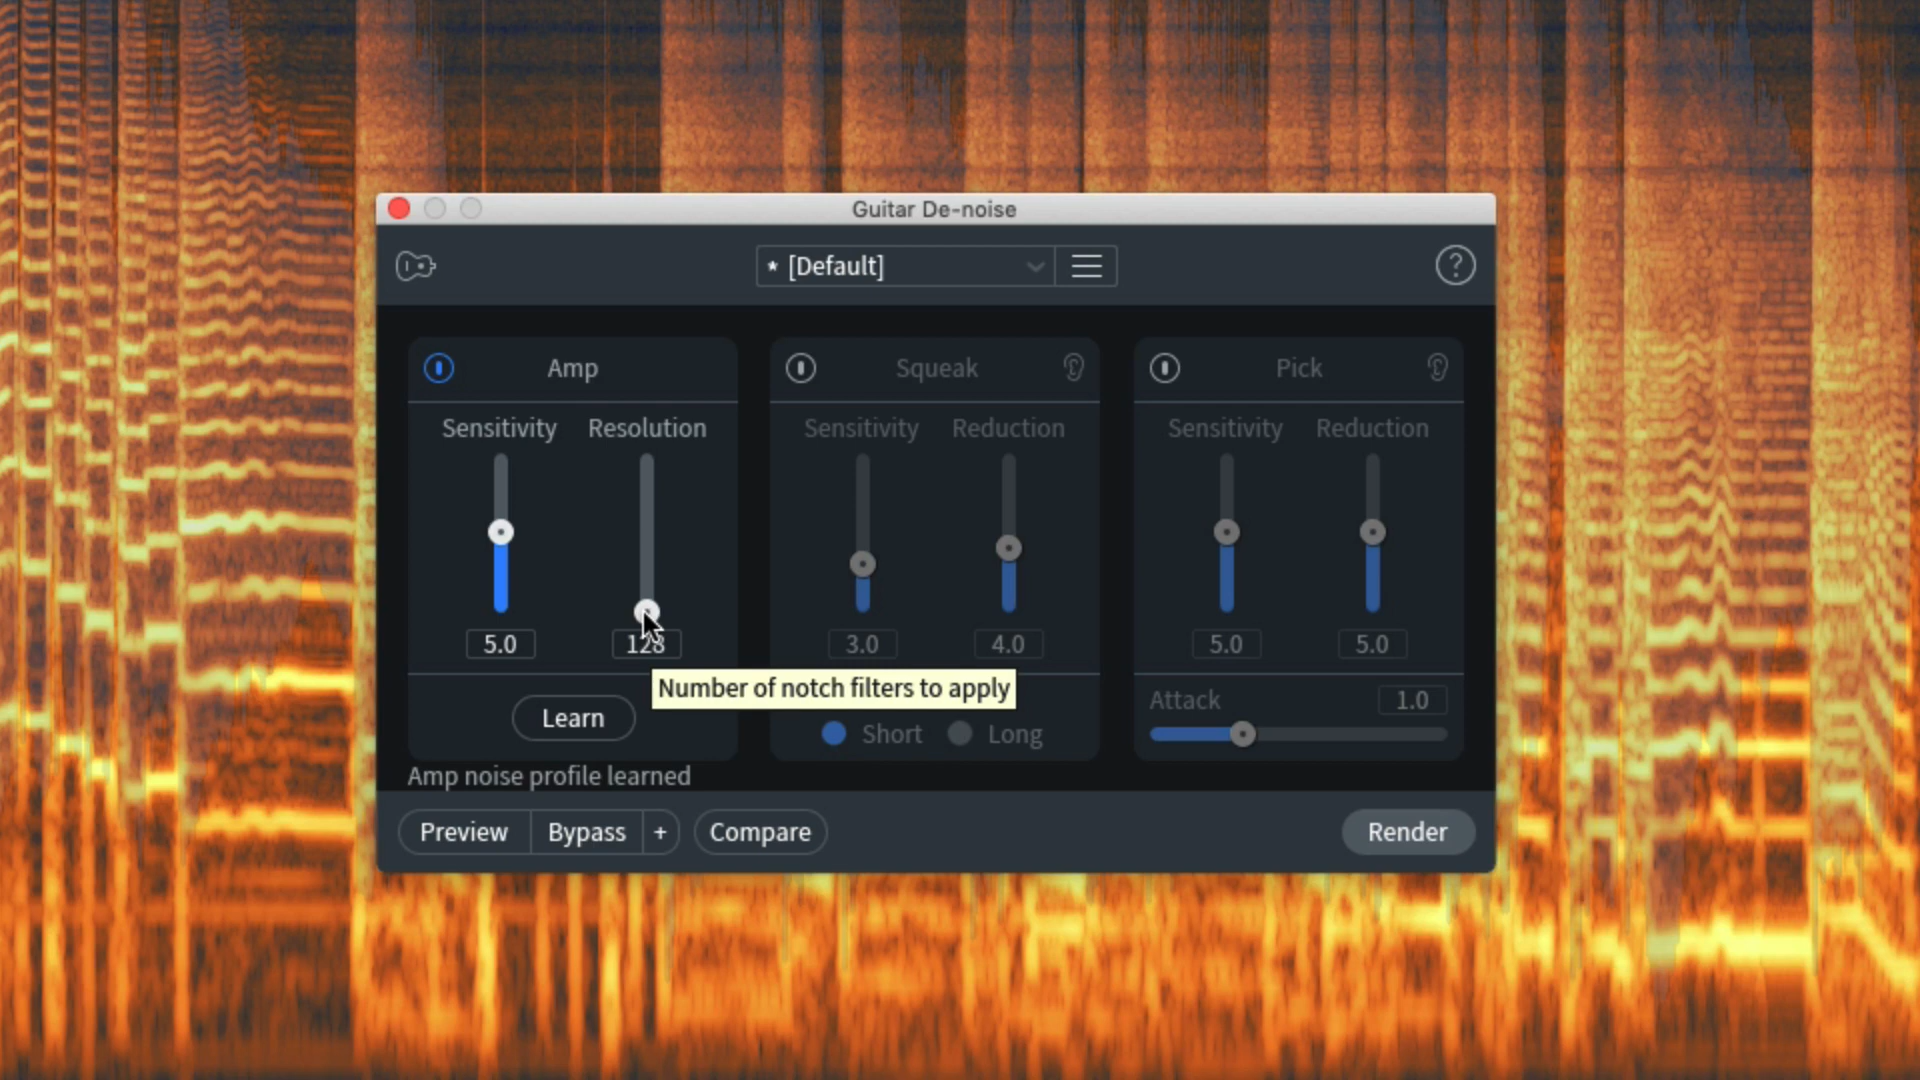 Guitar De-noise
* [Default]
?
Amp
Squeak
Pick
Sensitivity Resolution
Sensitivity Reduction
Sensitivity Reduction
5.0 128
3.0 4.0
5.0 5.0
Number of notch filters to apply
Learn
Short Long
Attack 1.0
Amp noise profile learned
Preview Bypass + Compare Render